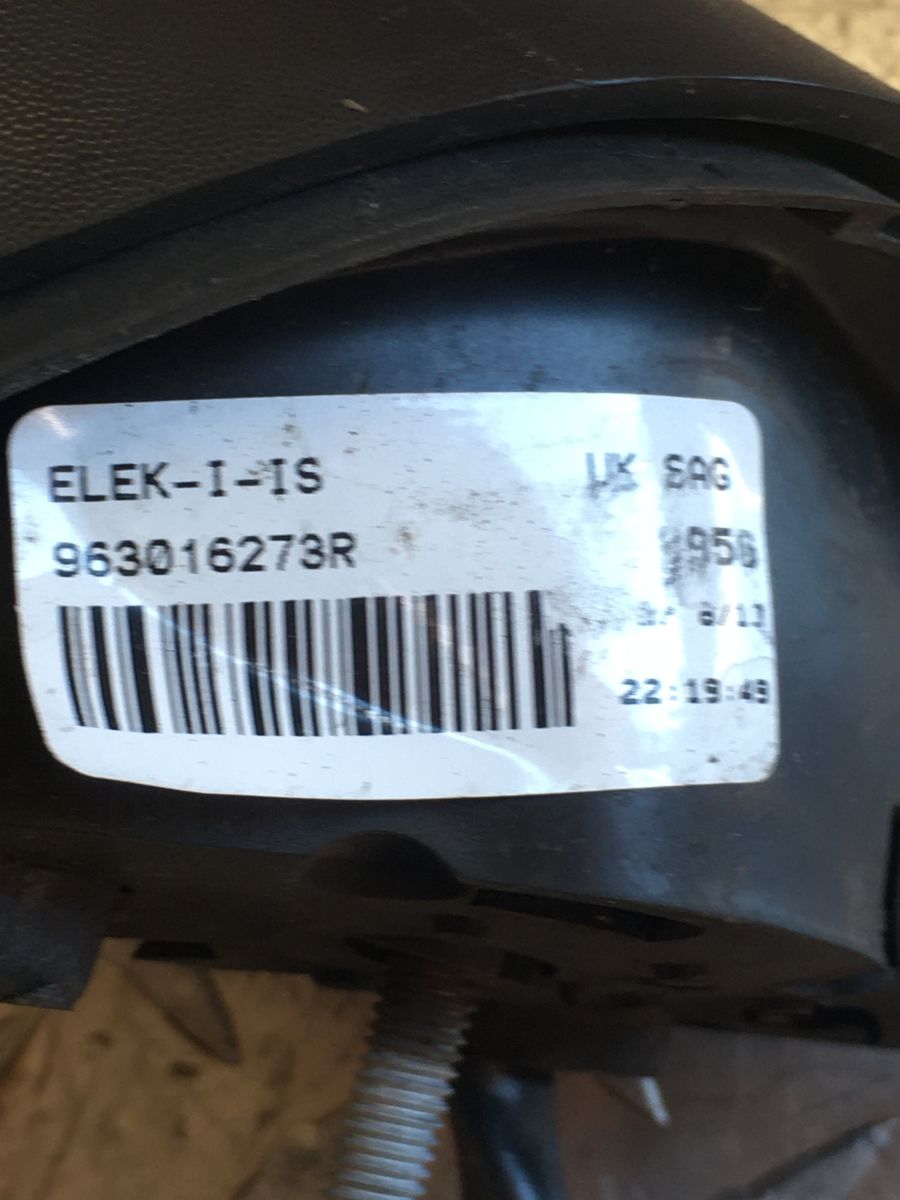 ELEK-I-IS
963016273R
UK SAG
22:19:49